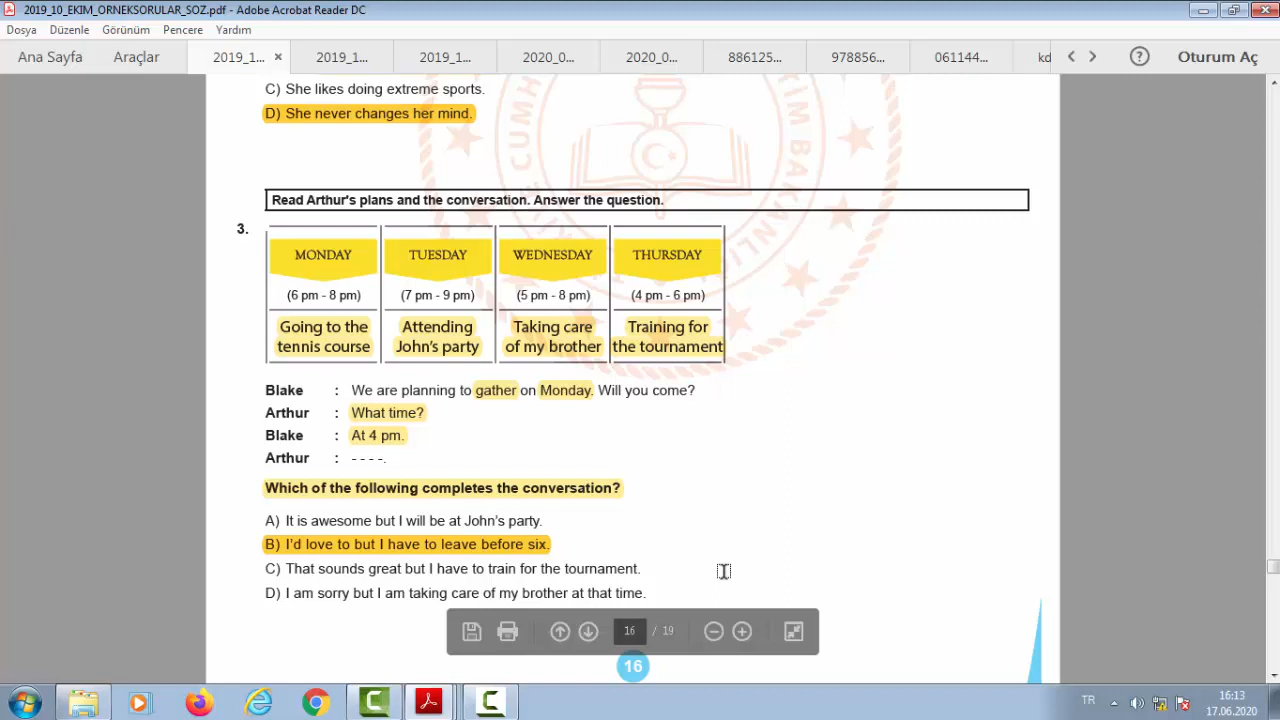 2019_10_EKIM_ORNEKSORULAR_SOZ.pdf - Adobe Acrobat Reader DC
Dosya Düzenle Görünüm Pencere Yardım
Ana Sayfa Araçlar 2019_1... × 2019_1... 2019_1... 2020_0... 2020_0... 886125... 978856... 061144... kd Oturum Aç
C) She likes doing extreme sports.
D) She never changes her mind.
Read Arthur's plans and the conversation. Answer the question.
3.
MONDAY TUESDAY WEDNESDAY THURSDAY
(6 pm - 8 pm) (7 pm - 9 pm) (5 pm - 8 pm) (4 pm - 6 pm)
Going to the Attending Taking care Training for
tennis course John's party of my brother the tournament
Blake : We are planning to gather on Monday. Will you come?
Arthur : What time?
Blake : At 4 pm.
Arthur : - - - -.
Which of the following completes the conversation?
A) It is awesome but I will be at John's party.
B) I'd love to but I have to leave before six.
C) That sounds great but I have to train for the tournament.
D) I am sorry but I am taking care of my brother at that time.
16 / 19
16
TR 16:13
17.06.2020